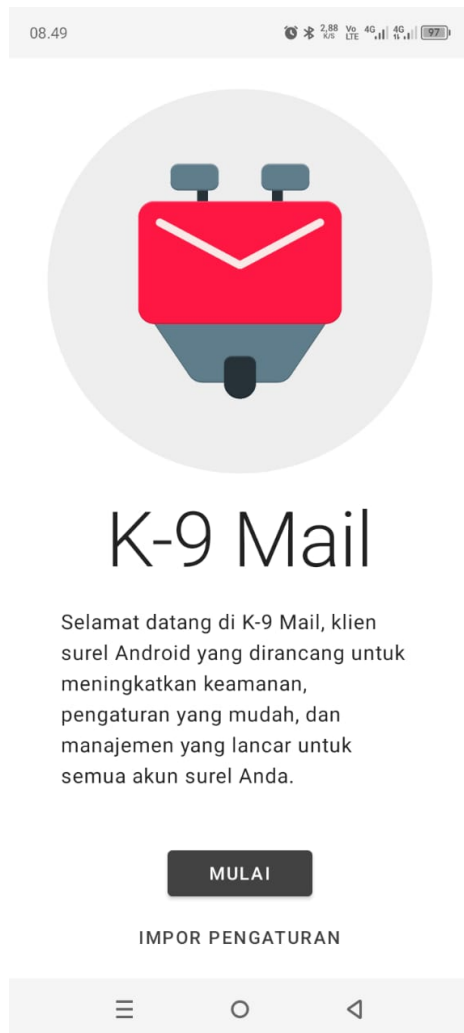 08.49
2,88 K/S Vo LTE 4G 4G 97
K-9 Mail
Selamat datang di K-9 Mail, klien
surel Android yang dirancang untuk
meningkatkan keamanan,
pengaturan yang mudah, dan
manajemen yang lancar untuk
semua akun surel Anda.
MULAI
IMPOR PENGATURAN